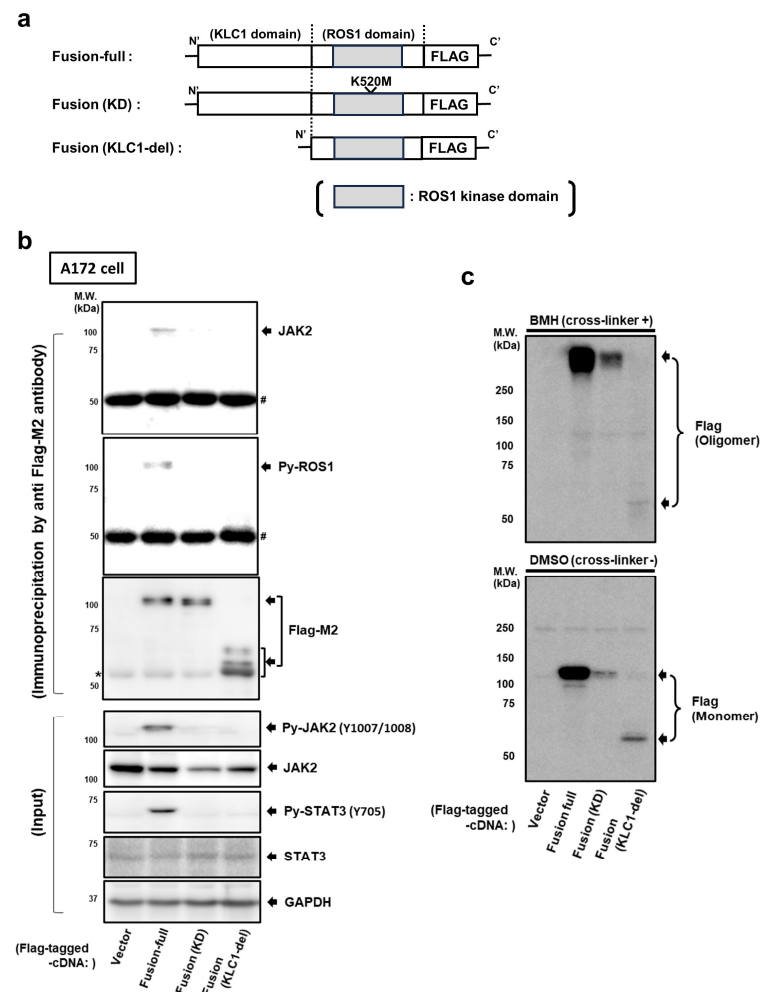 a
(KLC1 domain) (ROS1 domain)
N' C'
Fusion-full : FLAG
K520M
N' C'
Fusion (KD) : FLAG
N' C'
Fusion (KLC1-del) : FLAG
: ROS1 kinase domain
b
A172 cell
M.W.
(kDa)
(Immunoprecipitation by anti Flag-M2 antibody)
100 JAK2
75
50 #
100 Py-ROS1
75
50 #
100
75 Flag-M2
*
50
(Input)
Py-JAK2 (Y1007/1008)
100
JAK2
100
75
Py-STAT3 (Y705)
75
STAT3
37 GAPDH
(Flag-tagged
-cDNA: )
Vector
Fusion-full
Fusion (KD)
Fusion
(KLC1-del)
c
BMH (cross-linker +)
M.W.
(kDa)
250
150
100
75
50
Flag
(Oligomer)
DMSO (cross-linker -)
M.W.
(kDa)
250
150
100
75
50
Flag
(Monomer)
(Flag-tagged
-cDNA: )
Vector
Fusion full
Fusion (KD)
Fusion
(KLC1-del)